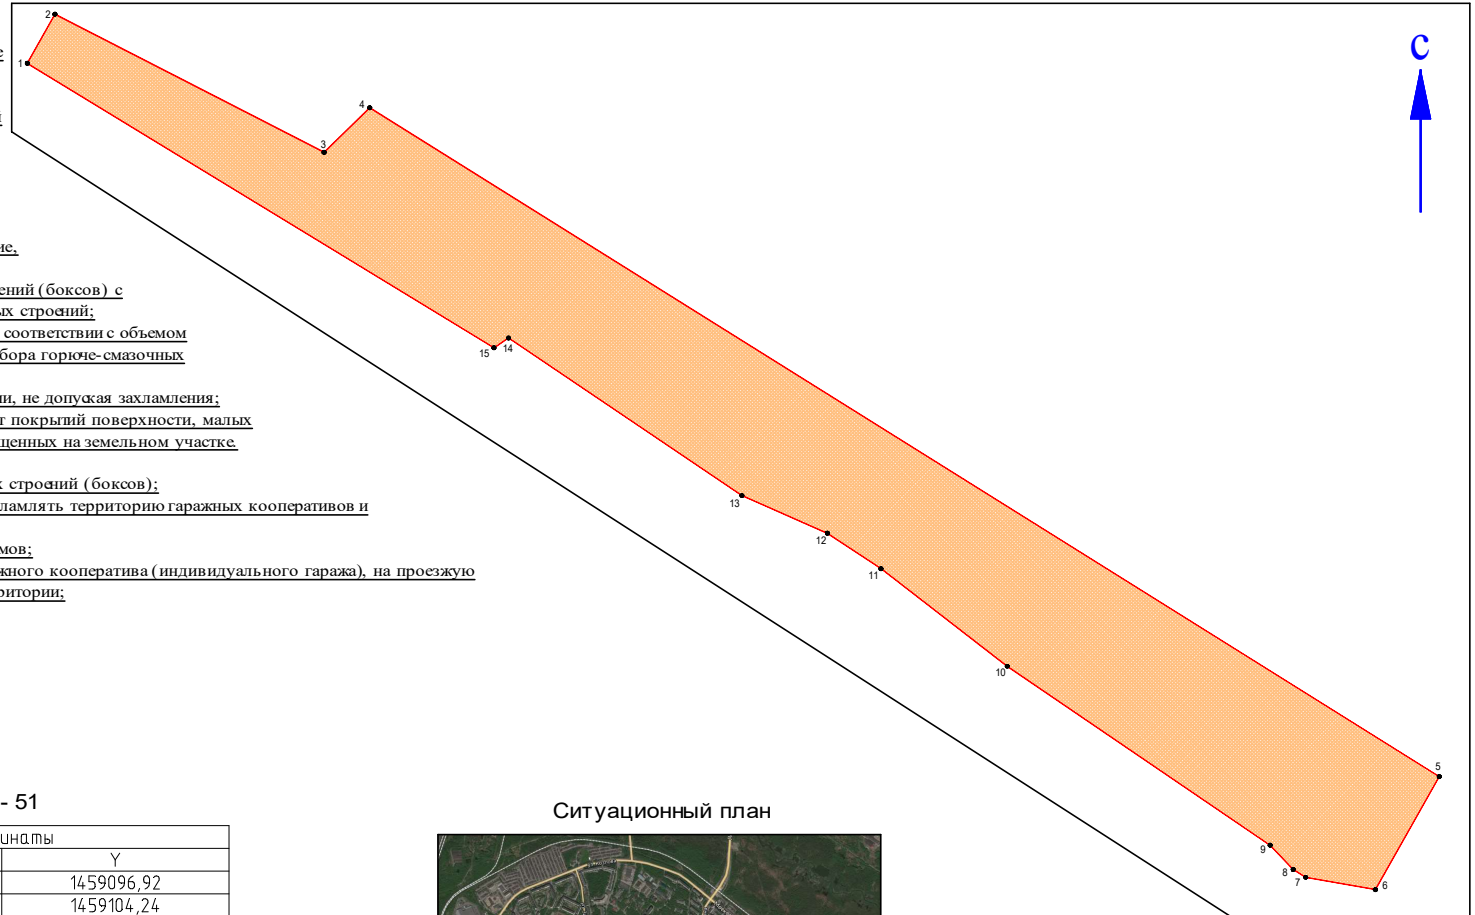 2
1
4
3
С
ие,
ений (боксов) с
ых строений;
соответствии с объемом
бора горюче-смазочных
15
14
ии, не допуская захламления;
т покрытий поверхности, малых
щенных на земельном участке.
х строений (боксов);
ламлять территорию гаражных кооперативов и
13
12
мов;
жного кооператива (индивидуального гаража), на проезжую
11
ритории;
10
5
- 51
Ситуационный план
инаты
Y
1459096,92
1459104,24
9
8
7
6